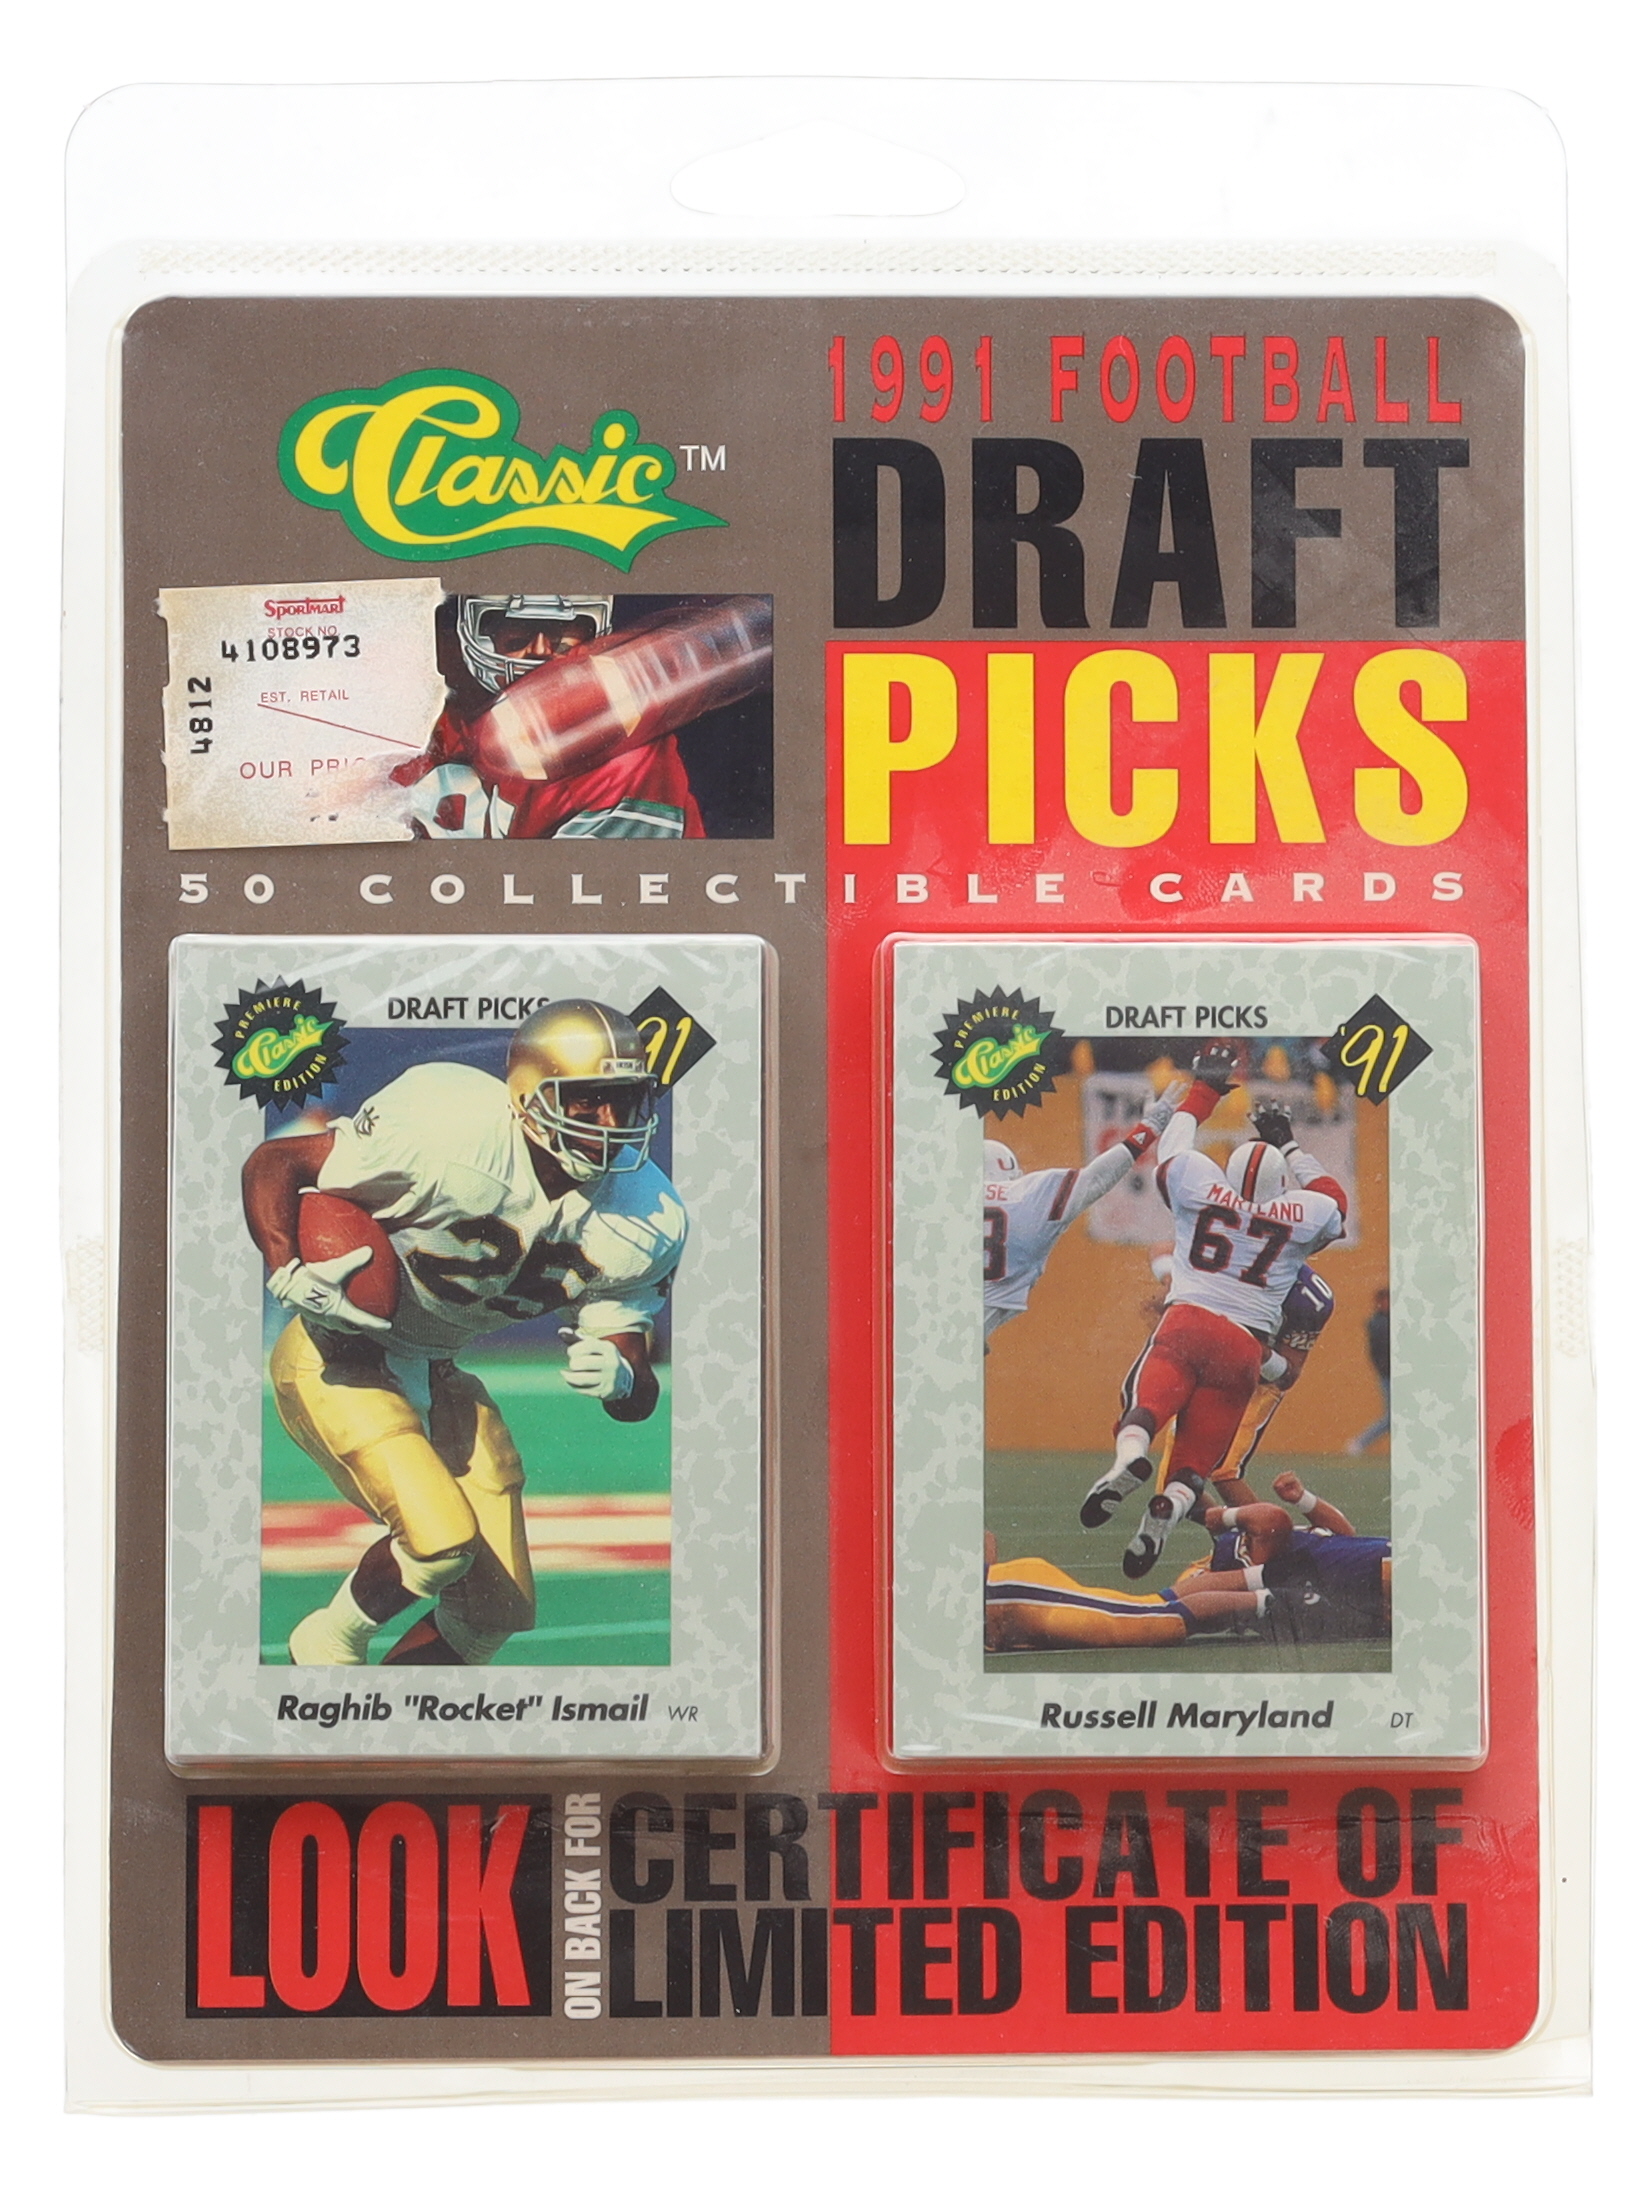 Classic™
1991 FOOTBALL
DRAFT
PICKS
SPORTMART
STOCK NO.
4108973
4812
EST. RETAIL
OUR
50 COLLECTIBLE CARDS
PREMIERE
Classic
EDITION
DRAFT PICKS
'91
25
Raghib "Rocket" Ismail WR
PREMIERE
Classic
EDITION
DRAFT PICKS
'91
MARYLAND
67
10
Russell Maryland DT
LOOK
ON BACK FOR
CERTIFICATE OF
LIMITED EDITION